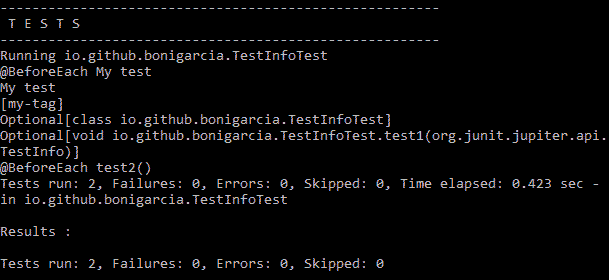 -------------------------------------------------------
 T E S T S
-------------------------------------------------------
Running io.github.bonigarcia.TestInfoTest
@BeforeEach My test
My test
[my-tag]
Optional[class io.github.bonigarcia.TestInfoTest]
Optional[void io.github.bonigarcia.TestInfoTest.test1(org.junit.jupiter.api.
TestInfo)]
@BeforeEach test2()
Tests run: 2, Failures: 0, Errors: 0, Skipped: 0, Time elapsed: 0.423 sec -
in io.github.bonigarcia.TestInfoTest

Results :

Tests run: 2, Failures: 0, Errors: 0, Skipped: 0